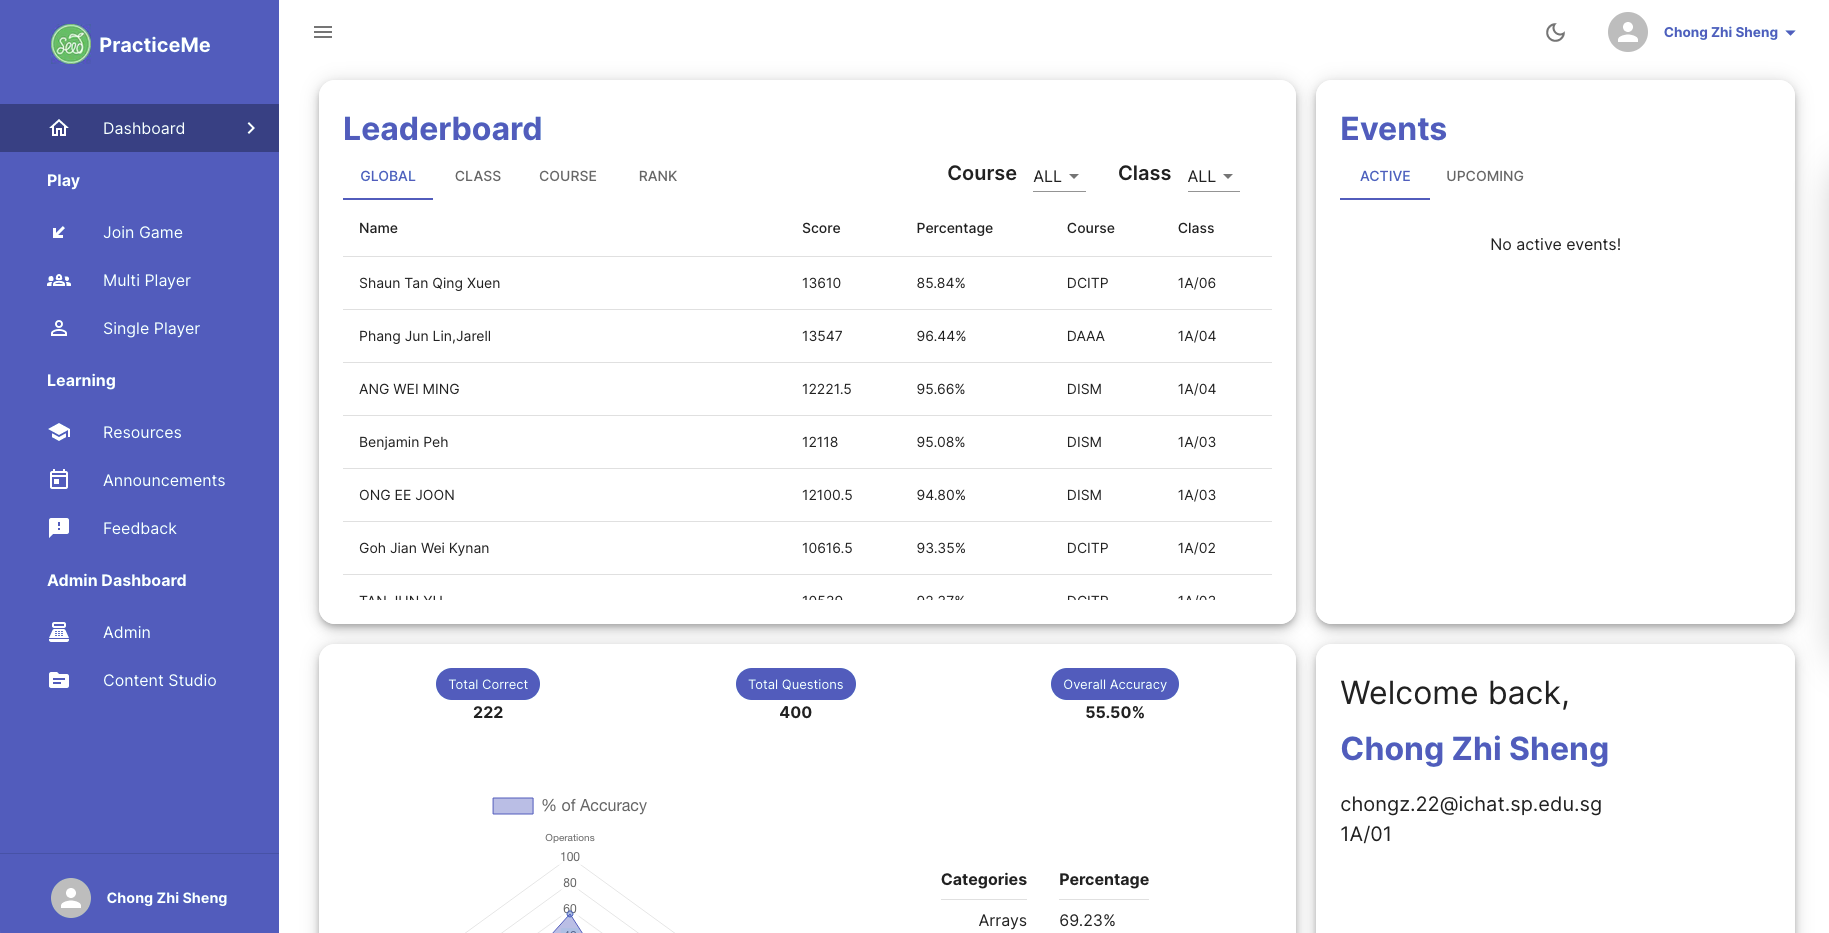 Seed
PracticeMe
Dashboard
Play
Join Game
Multi Player
Single Player
Learning
Resources
Announcements
Feedback
Admin Dashboard
Admin
Content Studio
Chong Zhi Sheng
Chong Zhi Sheng
Leaderboard
GLOBAL CLASS COURSE RANK
Course ALL Class ALL
Name Score Percentage Course Class
Shaun Tan Qing Xuen 13610 85.84% DCITP 1A/06
Phang Jun Lin,Jarell 13547 96.44% DAAA 1A/04
ANG WEI MING 12221.5 95.66% DISM 1A/04
Benjamin Peh 12118 95.08% DISM 1A/03
ONG EE JOON 12100.5 94.80% DISM 1A/03
Goh Jian Wei Kynan 10616.5 93.35% DCITP 1A/02
Events
ACTIVE UPCOMING
No active events!
Total Correct
222
Total Questions
400
Overall Accuracy
55.50%
% of Accuracy
Operations
100
80
60
Categories Percentage
Arrays 69.23%
Welcome back,
Chong Zhi Sheng
chongz.22@ichat.sp.edu.sg
1A/01